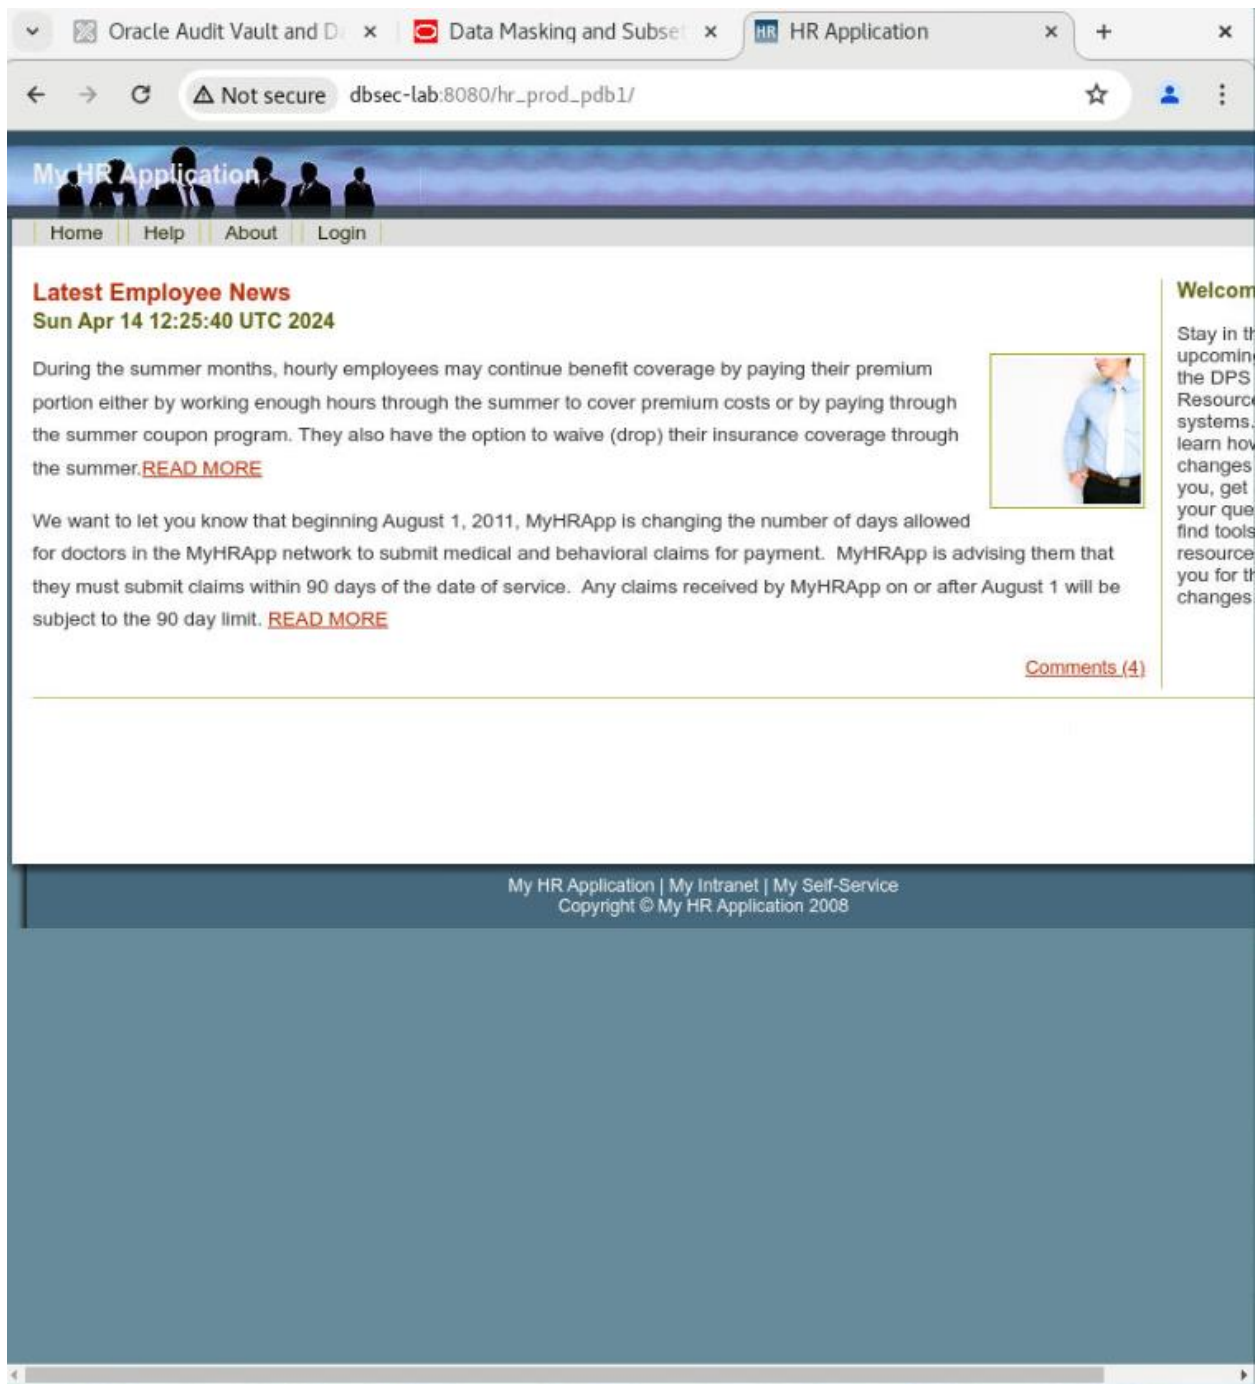 Oracle Audit Vault and D
Data Masking and Subset
HR HR Application
Not secure dbsec-lab:8080/hr_prod_pdb1/
My HR Application
Home Help About Login
Latest Employee News
Sun Apr 14 12:25:40 UTC 2024
During the summer months, hourly employees may continue benefit coverage by paying their premium
portion either by working enough hours through the summer to cover premium costs or by paying through
the summer coupon program. They also have the option to waive (drop) their insurance coverage through
the summer.READ MORE
We want to let you know that beginning August 1, 2011, MyHRApp is changing the number of days allowed
for doctors in the MyHRApp network to submit medical and behavioral claims for payment. MyHRApp is advising them that
they must submit claims within 90 days of the date of service. Any claims received by MyHRApp on or after August 1 will be
subject to the 90 day limit. READ MORE
Comments (4)
Welcom
Stay in th
upcoming
the DPS
Resource
systems.
learn how
changes
you, get
your que
find tools
resource
you for th
changes
My HR Application | My Intranet | My Self-Service
Copyright © My HR Application 2008